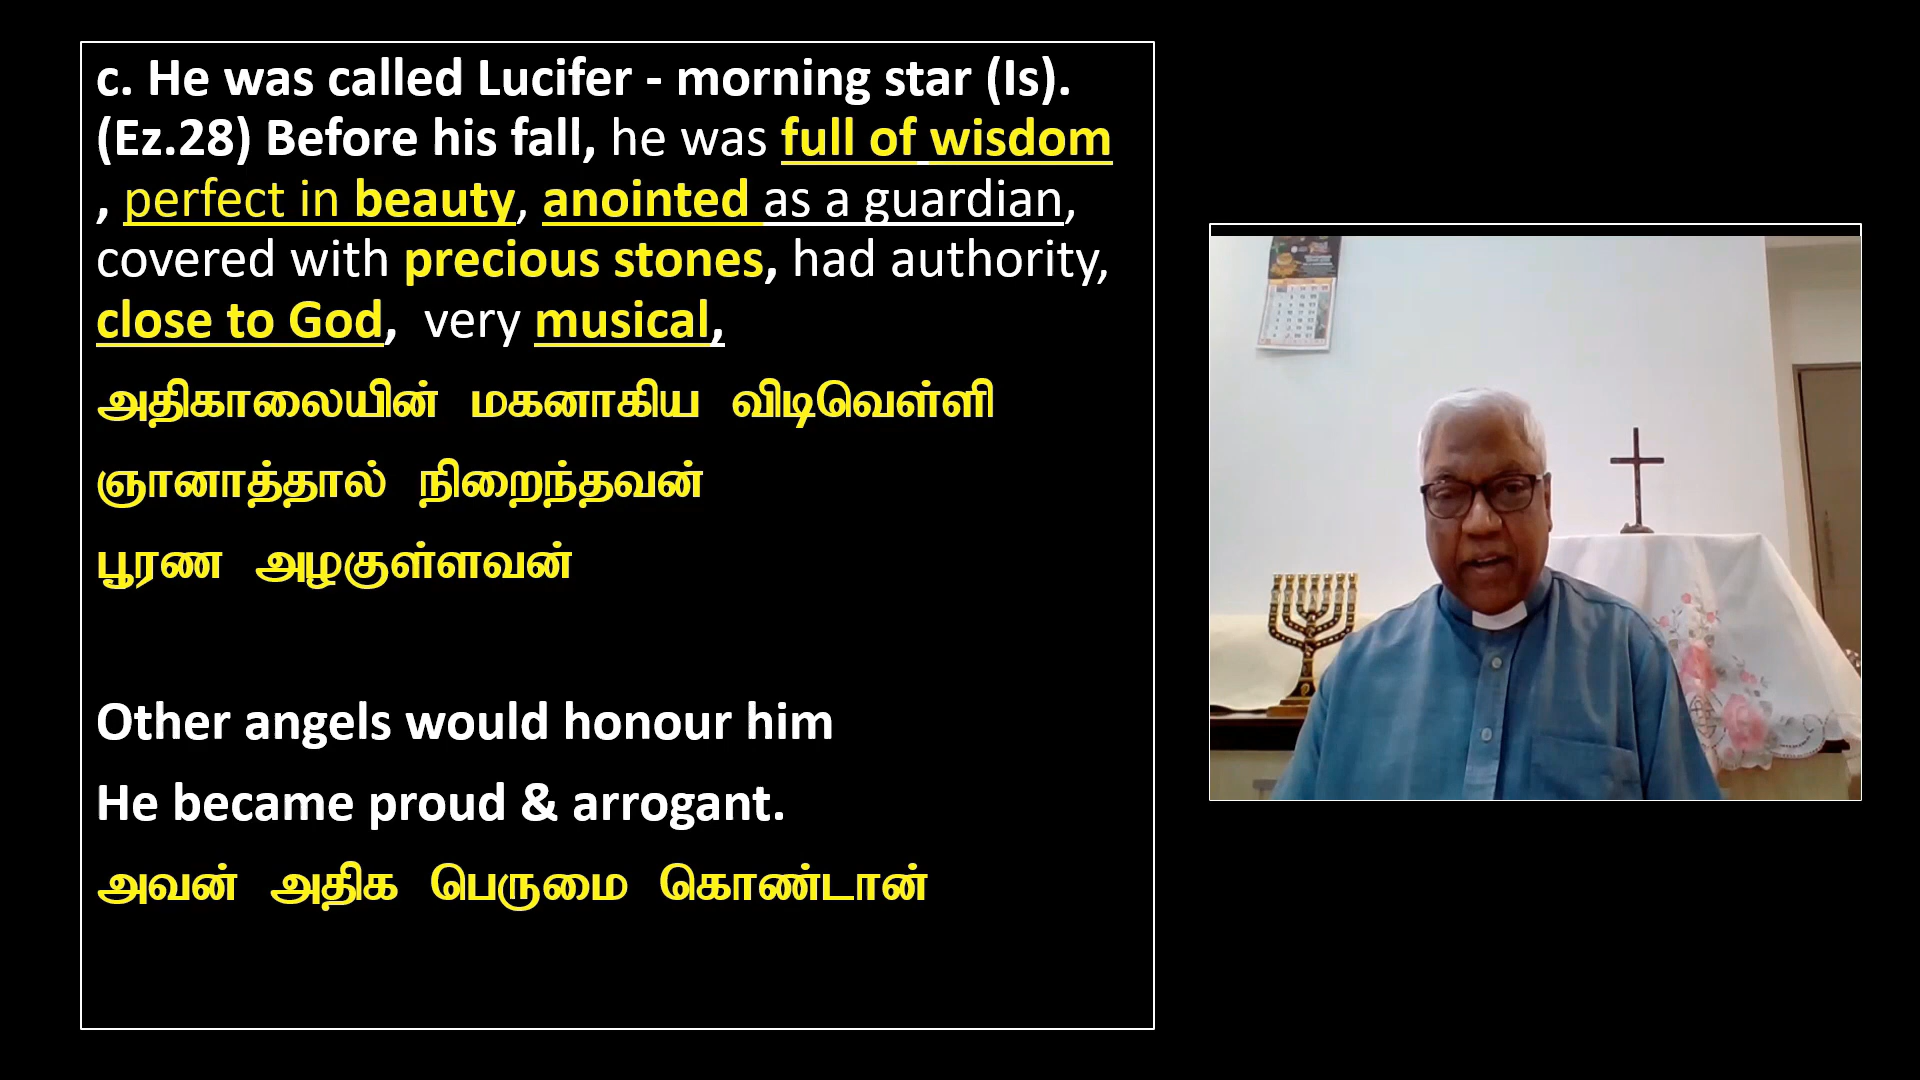 c. He was called Lucifer - morning star (Is).
(Ez.28) Before his fall, he was full of wisdom
, perfect in beauty, anointed as a guardian,
covered with precious stones, had authority,
close to God, very musical,
அதிகாலையின் மகனாகிய விடிவெள்ளி
ஞானாத்தால் நிறைந்தவன்
பூரண அழகுள்ளவன்
Other angels would honour him
He became proud & arrogant.
அவன் அதிக பெருமை கொண்டான்